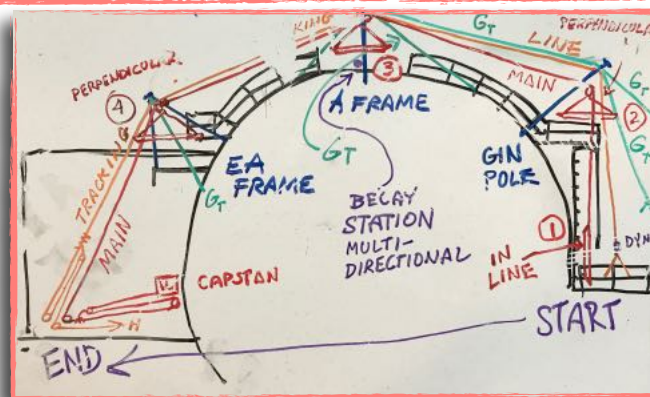 KING
GT
LINE
PERPENDICULAR
MAIN
GT
PERPENDICULAR
4
3
2
A FRAME
GT
GT
EA
FRAME
GT
GIN
POLE
TRACKING
MAIN
BECAY
STATION
MULTI-
DIRECTIONAL
1
IN
LINE
DYN
CAPSTAN
START
END